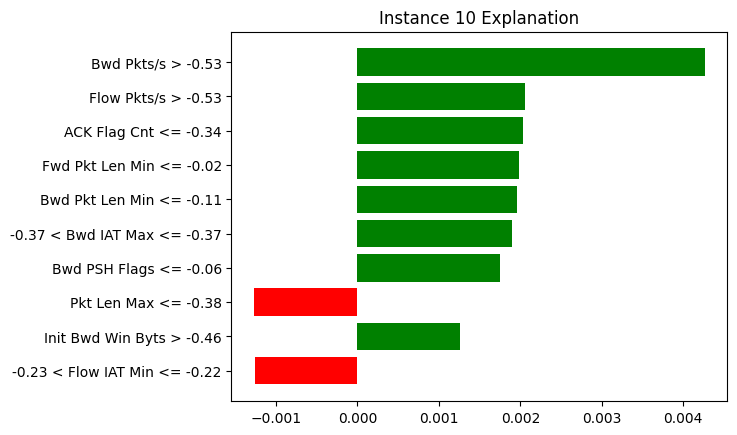 Instance 10 Explanation
Bwd Pkts/s > -0.53
Flow Pkts/s > -0.53
ACK Flag Cnt <= -0.34
Fwd Pkt Len Min <= -0.02
Bwd Pkt Len Min <= -0.11
-0.37 < Bwd IAT Max <= -0.37
Bwd PSH Flags <= -0.06
Pkt Len Max <= -0.38
Init Bwd Win Byts > -0.46
-0.23 < Flow IAT Min <= -0.22
−0.001 0.000 0.001 0.002 0.003 0.004